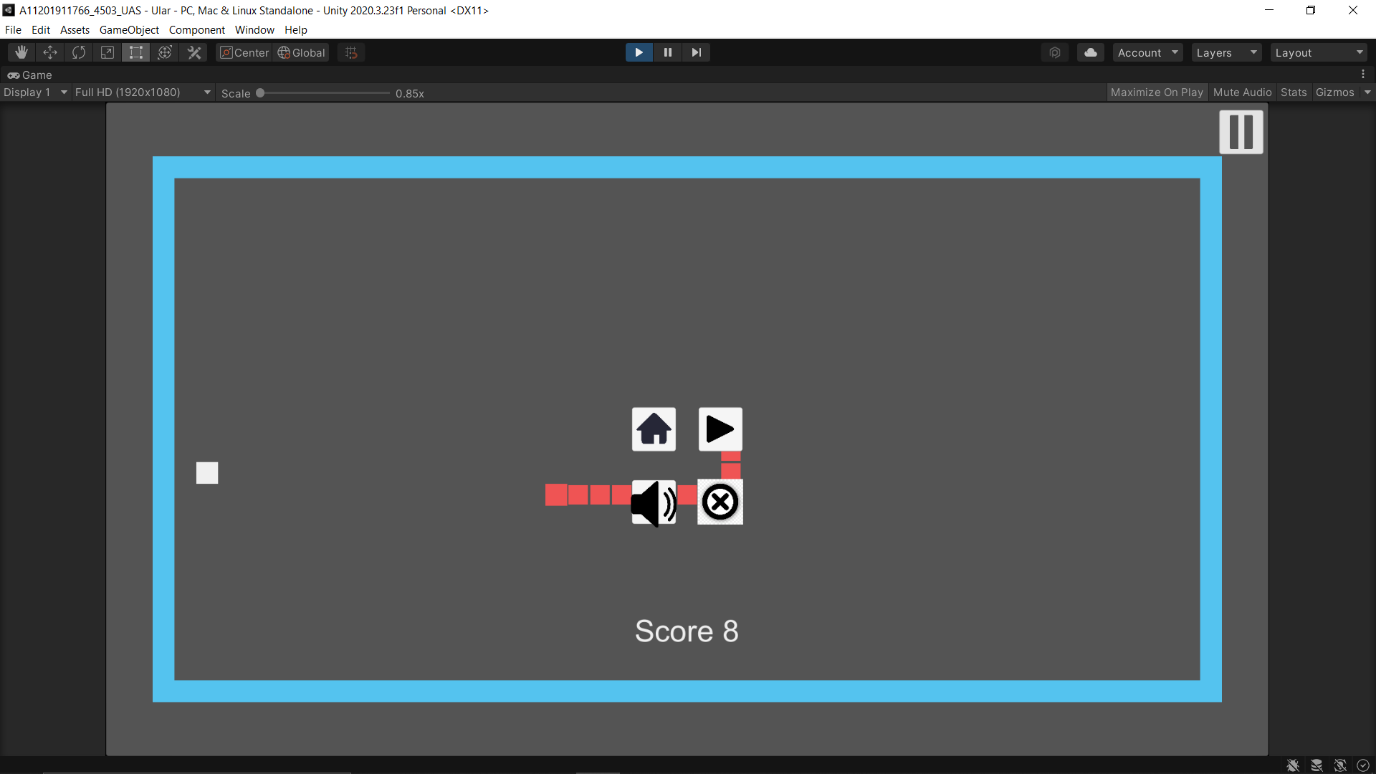 A11201911766_4503_UAS - Ular - PC, Mac & Linux Standalone - Unity 2020.3.23f1 Personal <DX11>
File Edit Assets GameObject Component Window Help
Center Global Account Layers Layout
Game
Display 1 Full HD (1920x1080) Scale 0.85x Maximize On Play Mute Audio Stats Gizmos
Score 8